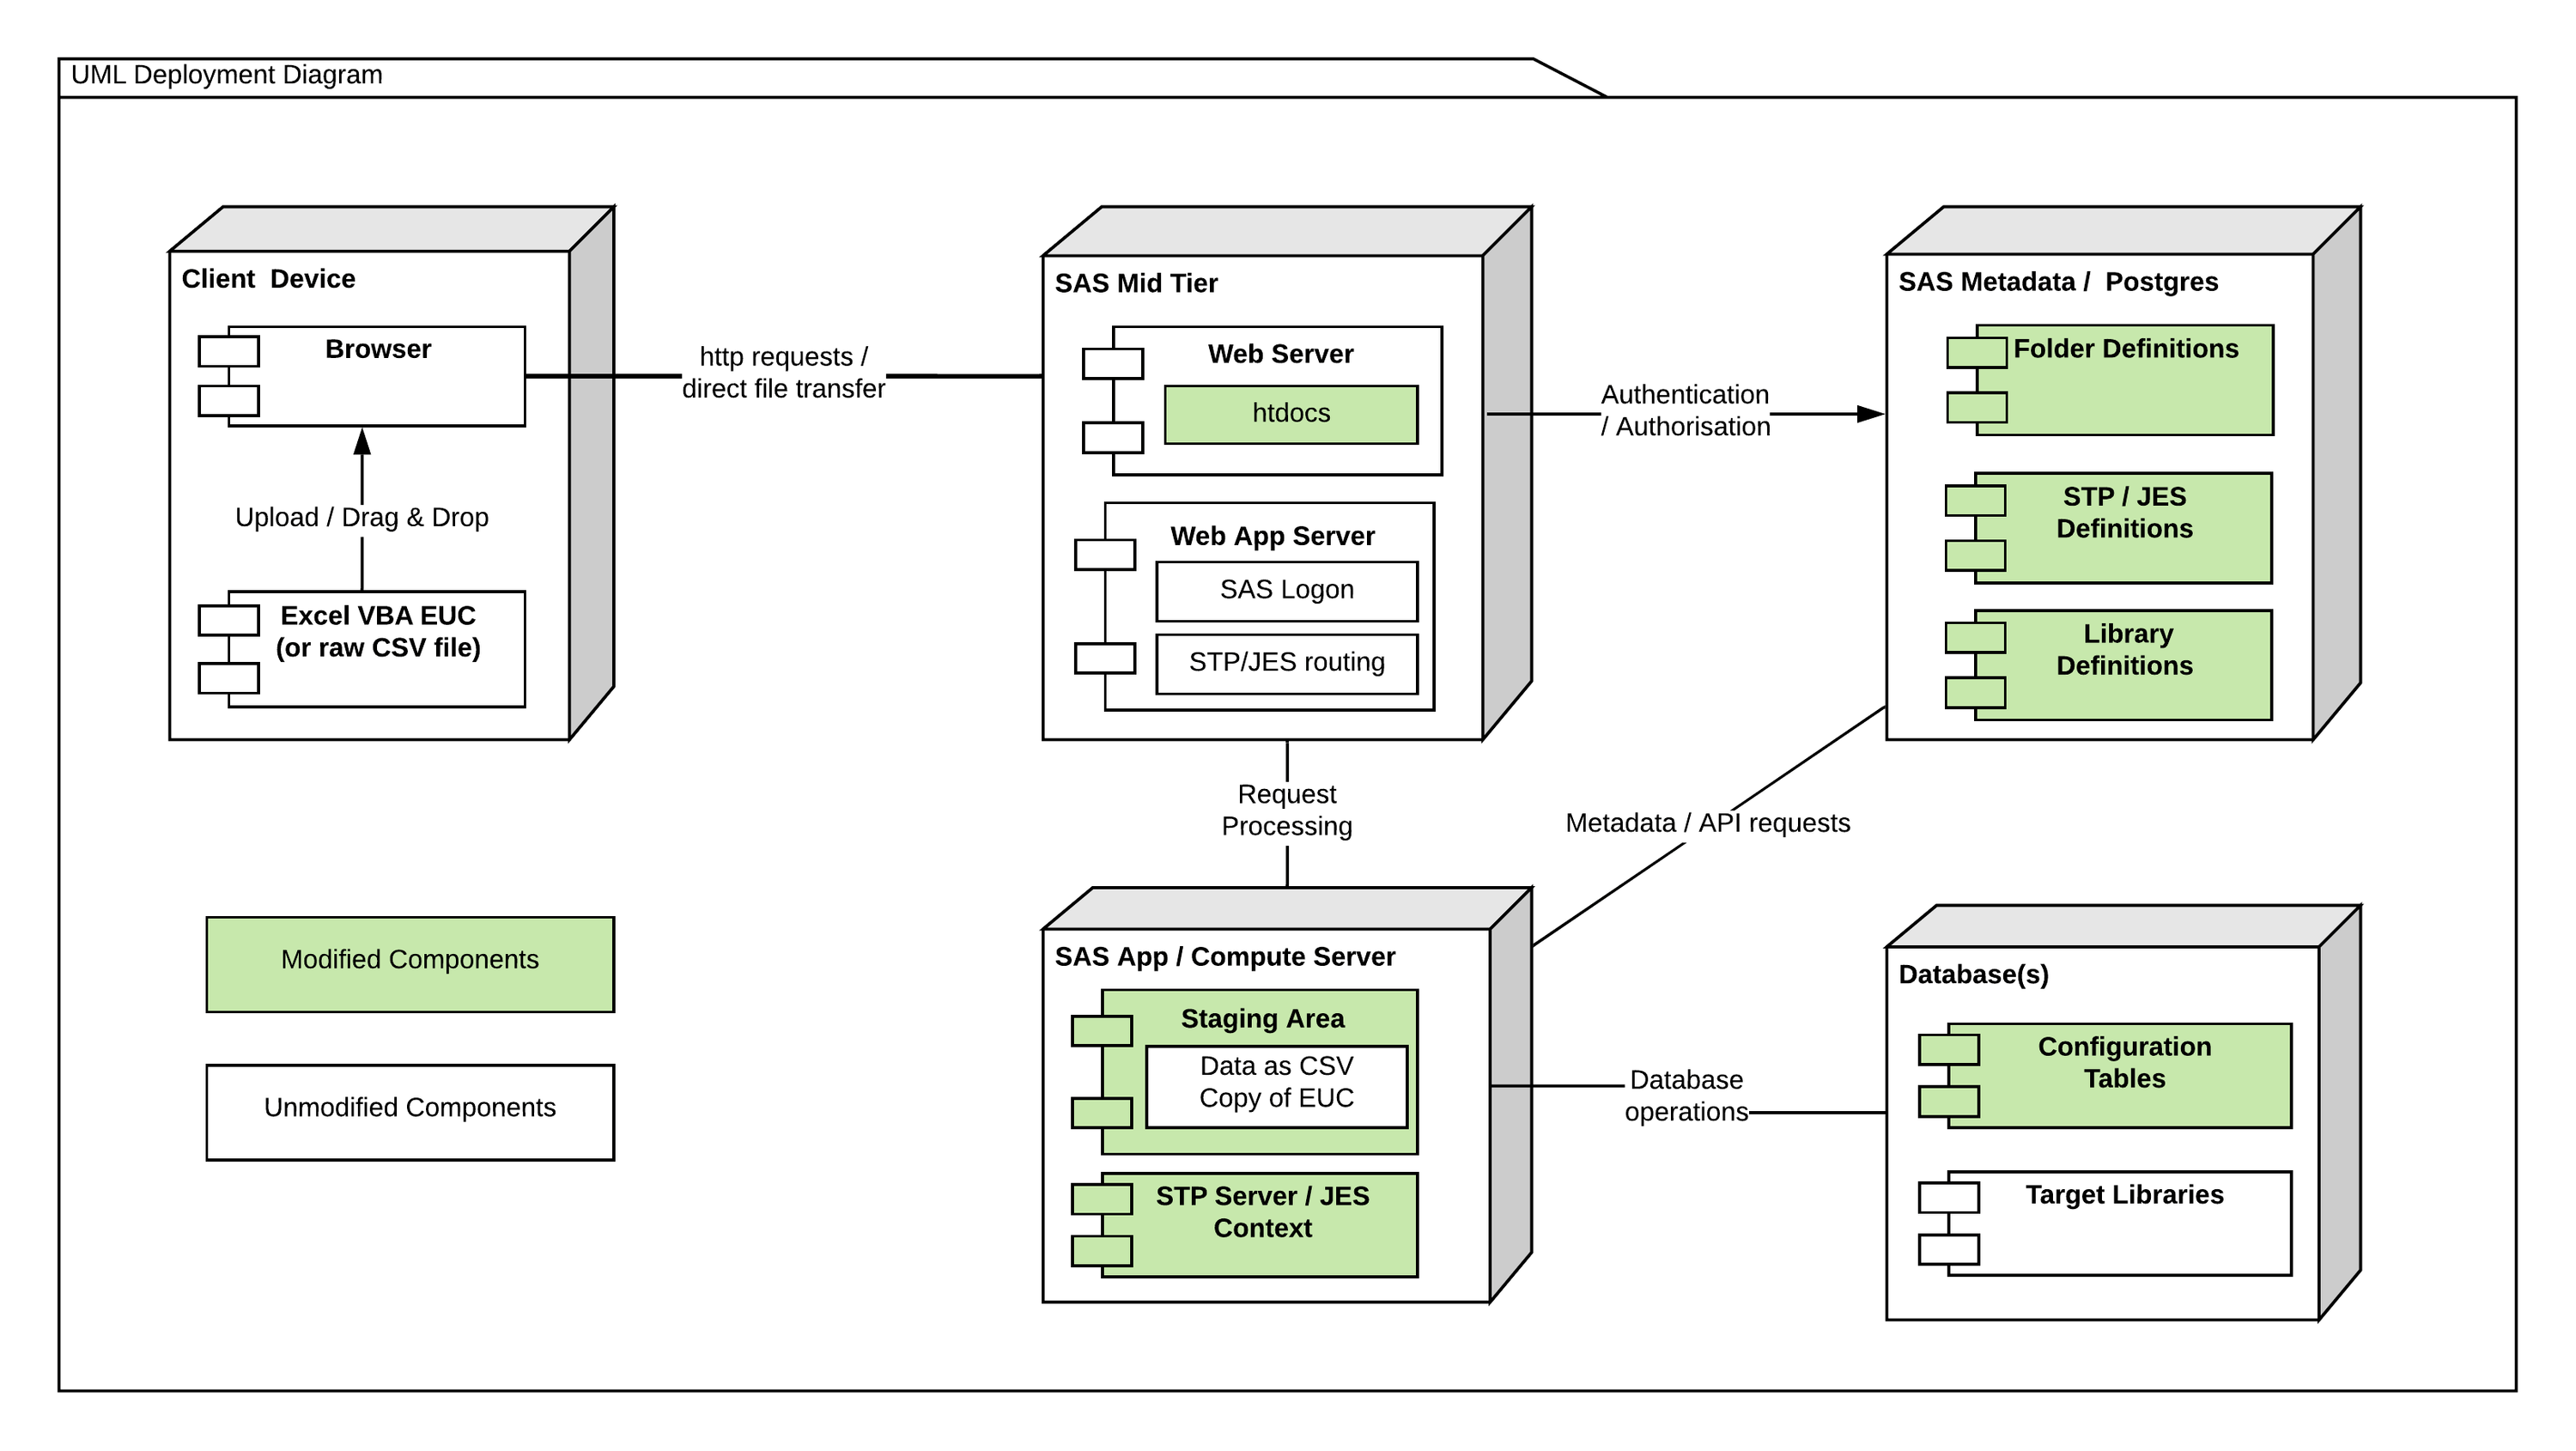 UML Deployment Diagram
Client  Device
Browser
Upload / Drag & Drop
Excel VBA EUC
(or raw CSV file)
http requests /
direct file transfer
SAS Mid Tier
Web Server
htdocs
Web App Server
SAS Logon
STP/JES routing
Authentication
/ Authorisation
SAS Metadata /  Postgres
Folder Definitions
STP / JES
Definitions
Library
Definitions
Request
Processing
Metadata / API requests
Modified Components
Unmodified Components
SAS App / Compute Server
Staging Area
Data as CSV
Copy of EUC
STP Server / JES
Context
Database
operations
Database(s)
Configuration
Tables
Target Libraries